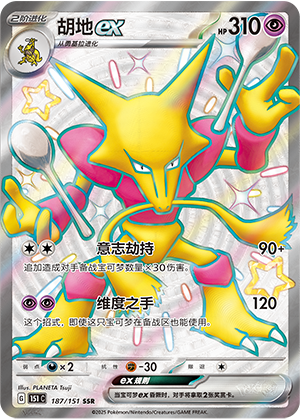 2阶进化
胡地ex
HP 310
从勇基拉进化
意志劫持 90+
追加造成对手备战宝可梦数量×30伤害。
维度之手 120
这个招式，即使这只宝可梦在备战区也能使用。
弱点 ×2 抗性 -30 撤退
Illus. PLANETA Tsuji
G 151 C 187/151 SSR
ex规则
当宝可梦ex昏厥时，对手将拿取2张奖赏卡。
©2025 Pokémon/Nintendo/Creatures/GAME FREAK.